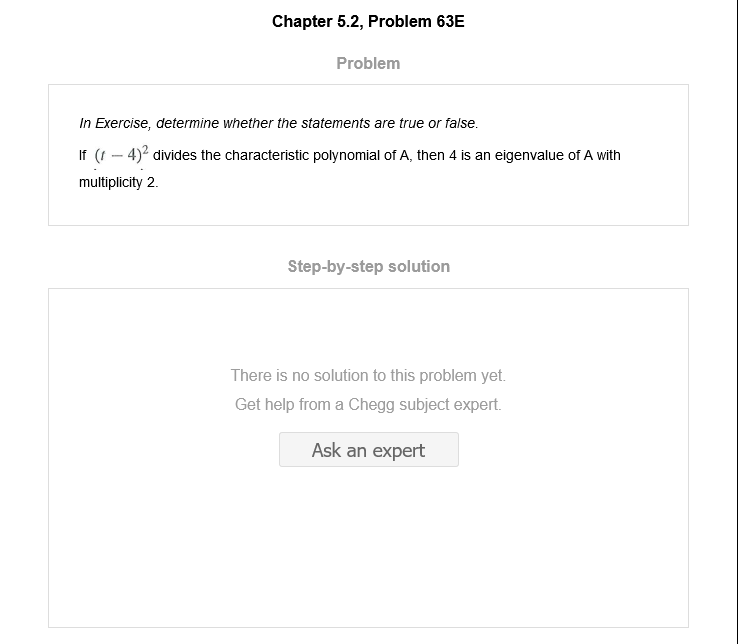 Chapter 5.2, Problem 63E
Problem
In Exercise, determine whether the statements are true or false.
If (t − 4)² divides the characteristic polynomial of A, then 4 is an eigenvalue of A with
multiplicity 2.
Step-by-step solution
There is no solution to this problem yet.
Get help from a Chegg subject expert.
Ask an expert